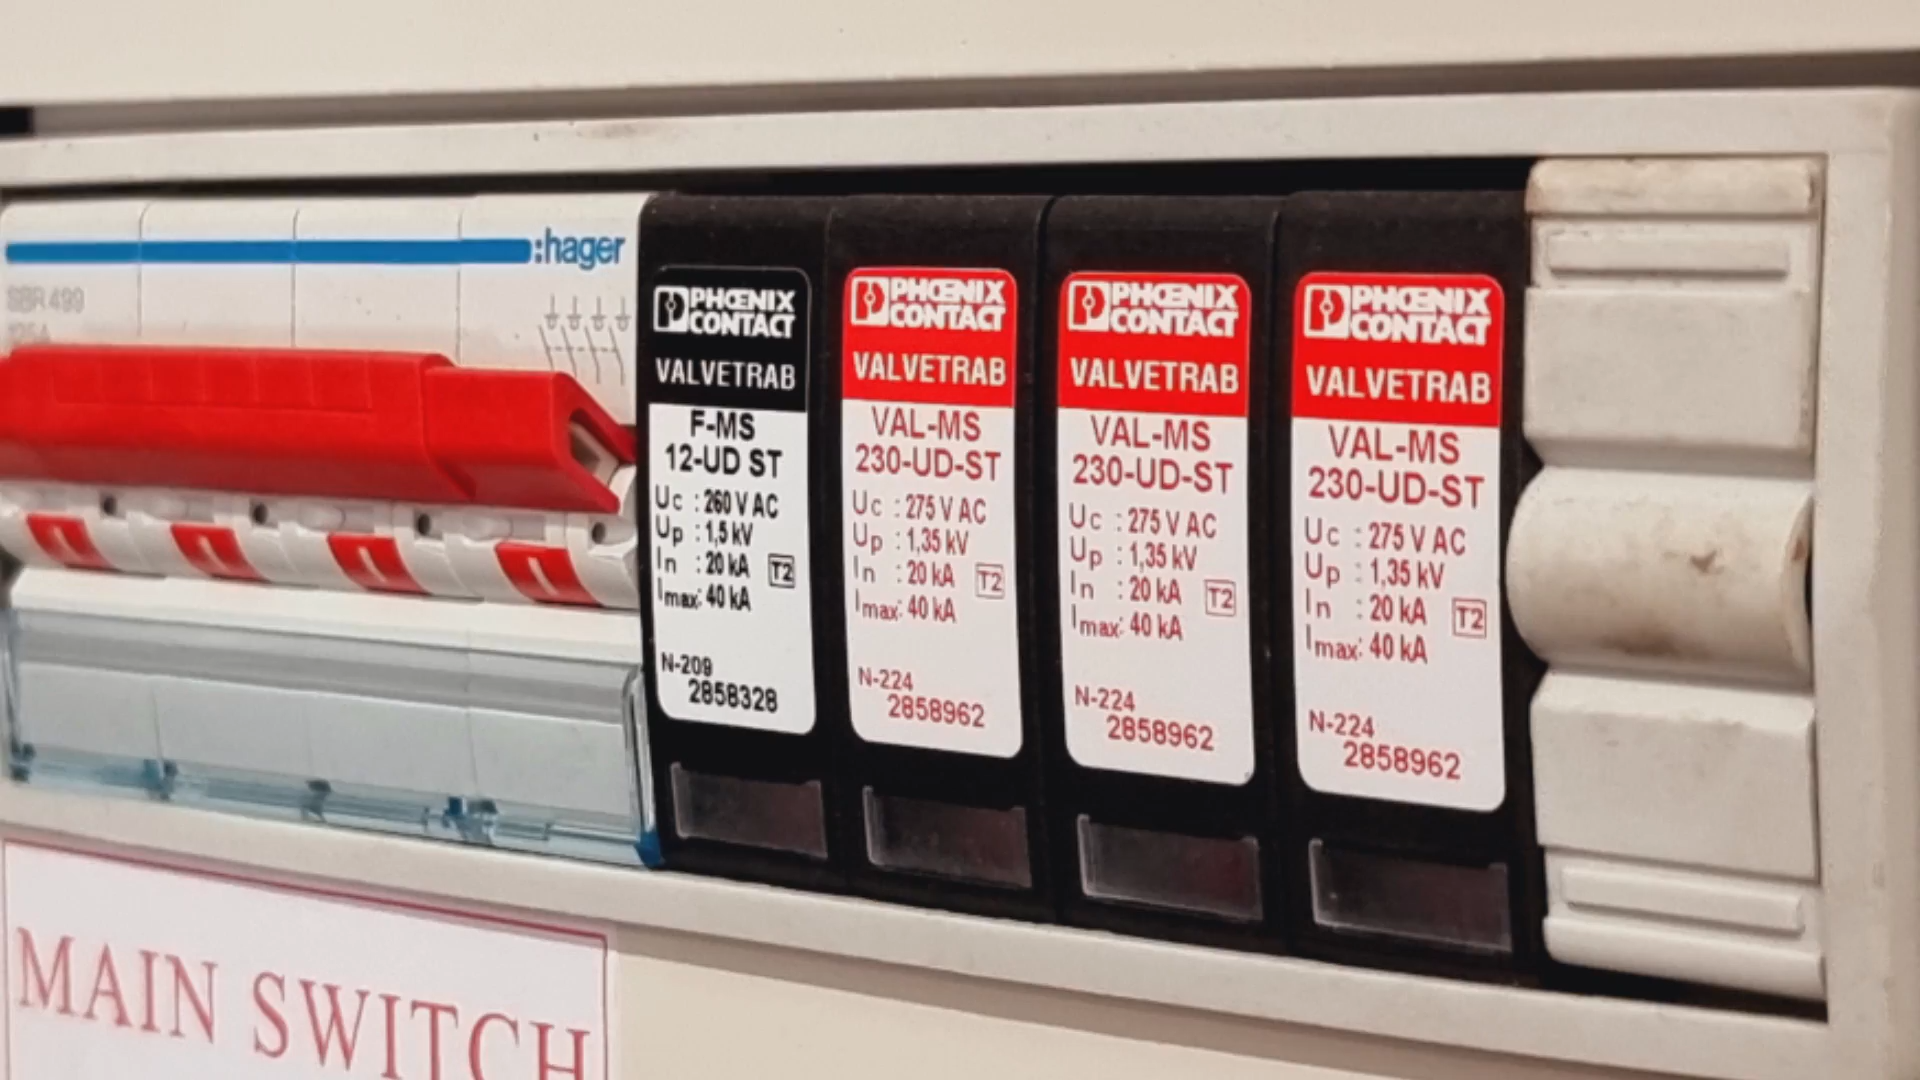 :hager
SBR 499
125A
PHŒNIX
CONTACT
VALVETRAB
F-MS
12-UD ST
Uc : 260 V AC
Up : 1,5 kV
In : 20 kA T2
Imax: 40 kA
N-209
2858328
PHŒNIX
CONTACT
VALVETRAB
VAL-MS
230-UD-ST
Uc : 275 V AC
Up : 1,35 kV
In : 20 kA T2
Imax: 40 kA
N-224
2858962
PHŒNIX
CONTACT
VALVETRAB
VAL-MS
230-UD-ST
Uc : 275 V AC
Up : 1,35 kV
In : 20 kA T2
Imax: 40 kA
N-224
2858962
PHŒNIX
CONTACT
VALVETRAB
VAL-MS
230-UD-ST
Uc : 275 V AC
Up : 1,35 kV
In : 20 kA T2
Imax: 40 kA
N-224
2858962
MAIN SWITCH